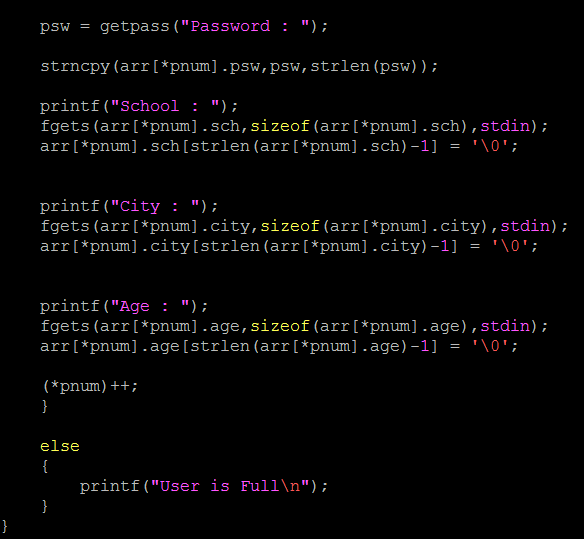 psw = getpass("Password : ");
strncpy(arr[*pnum].psw,psw,strlen(psw));
printf("School : ");
fgets(arr[*pnum].sch,sizeof(arr[*pnum].sch),stdin);
arr[*pnum].sch[strlen(arr[*pnum].sch)-1] = '\0';
printf("City : ");
fgets(arr[*pnum].city,sizeof(arr[*pnum].city),stdin);
arr[*pnum].city[strlen(arr[*pnum].city)-1] = '\0';
printf("Age : ");
fgets(arr[*pnum].age,sizeof(arr[*pnum].age),stdin);
arr[*pnum].age[strlen(arr[*pnum].age)-1] = '\0';
(*pnum)++;
}
else
{
printf("User is Full\n");
}
}